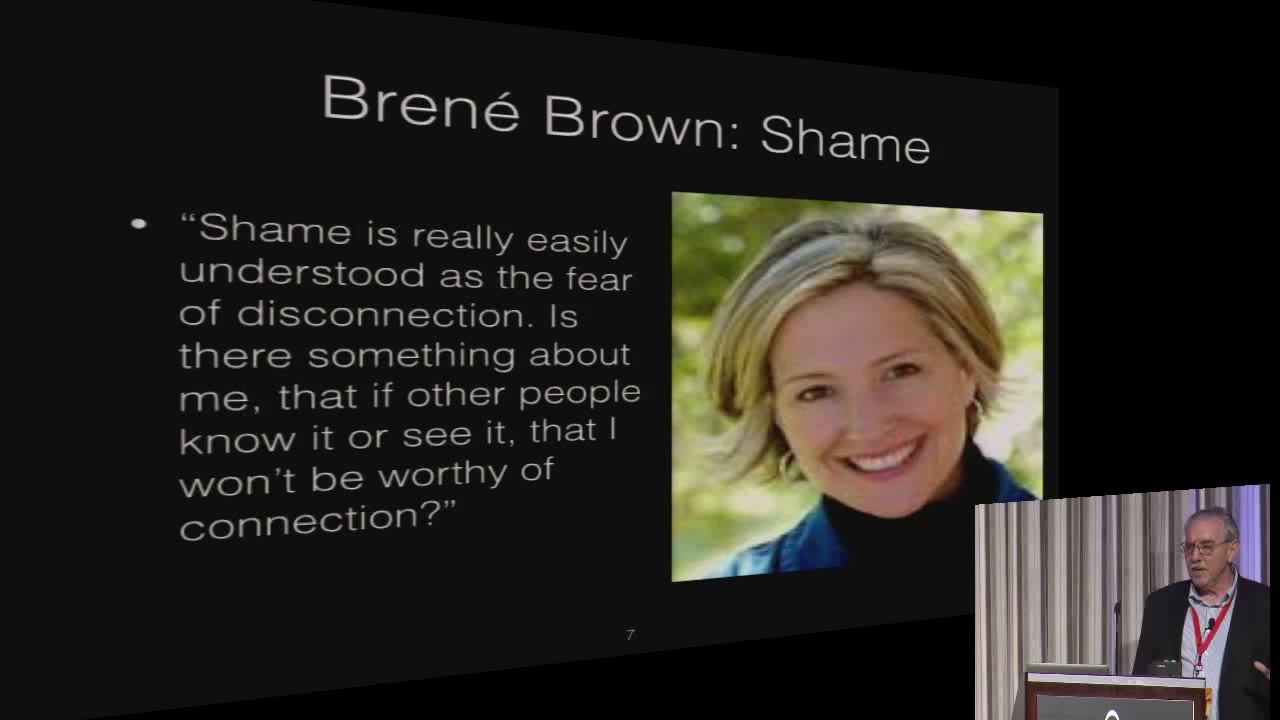 Brené Brown: Shame
• “Shame is really easily
understood as the fear
of disconnection. Is
there something about
me, that if other people
know it or see it, that I
won’t be worthy of
connection?”
7